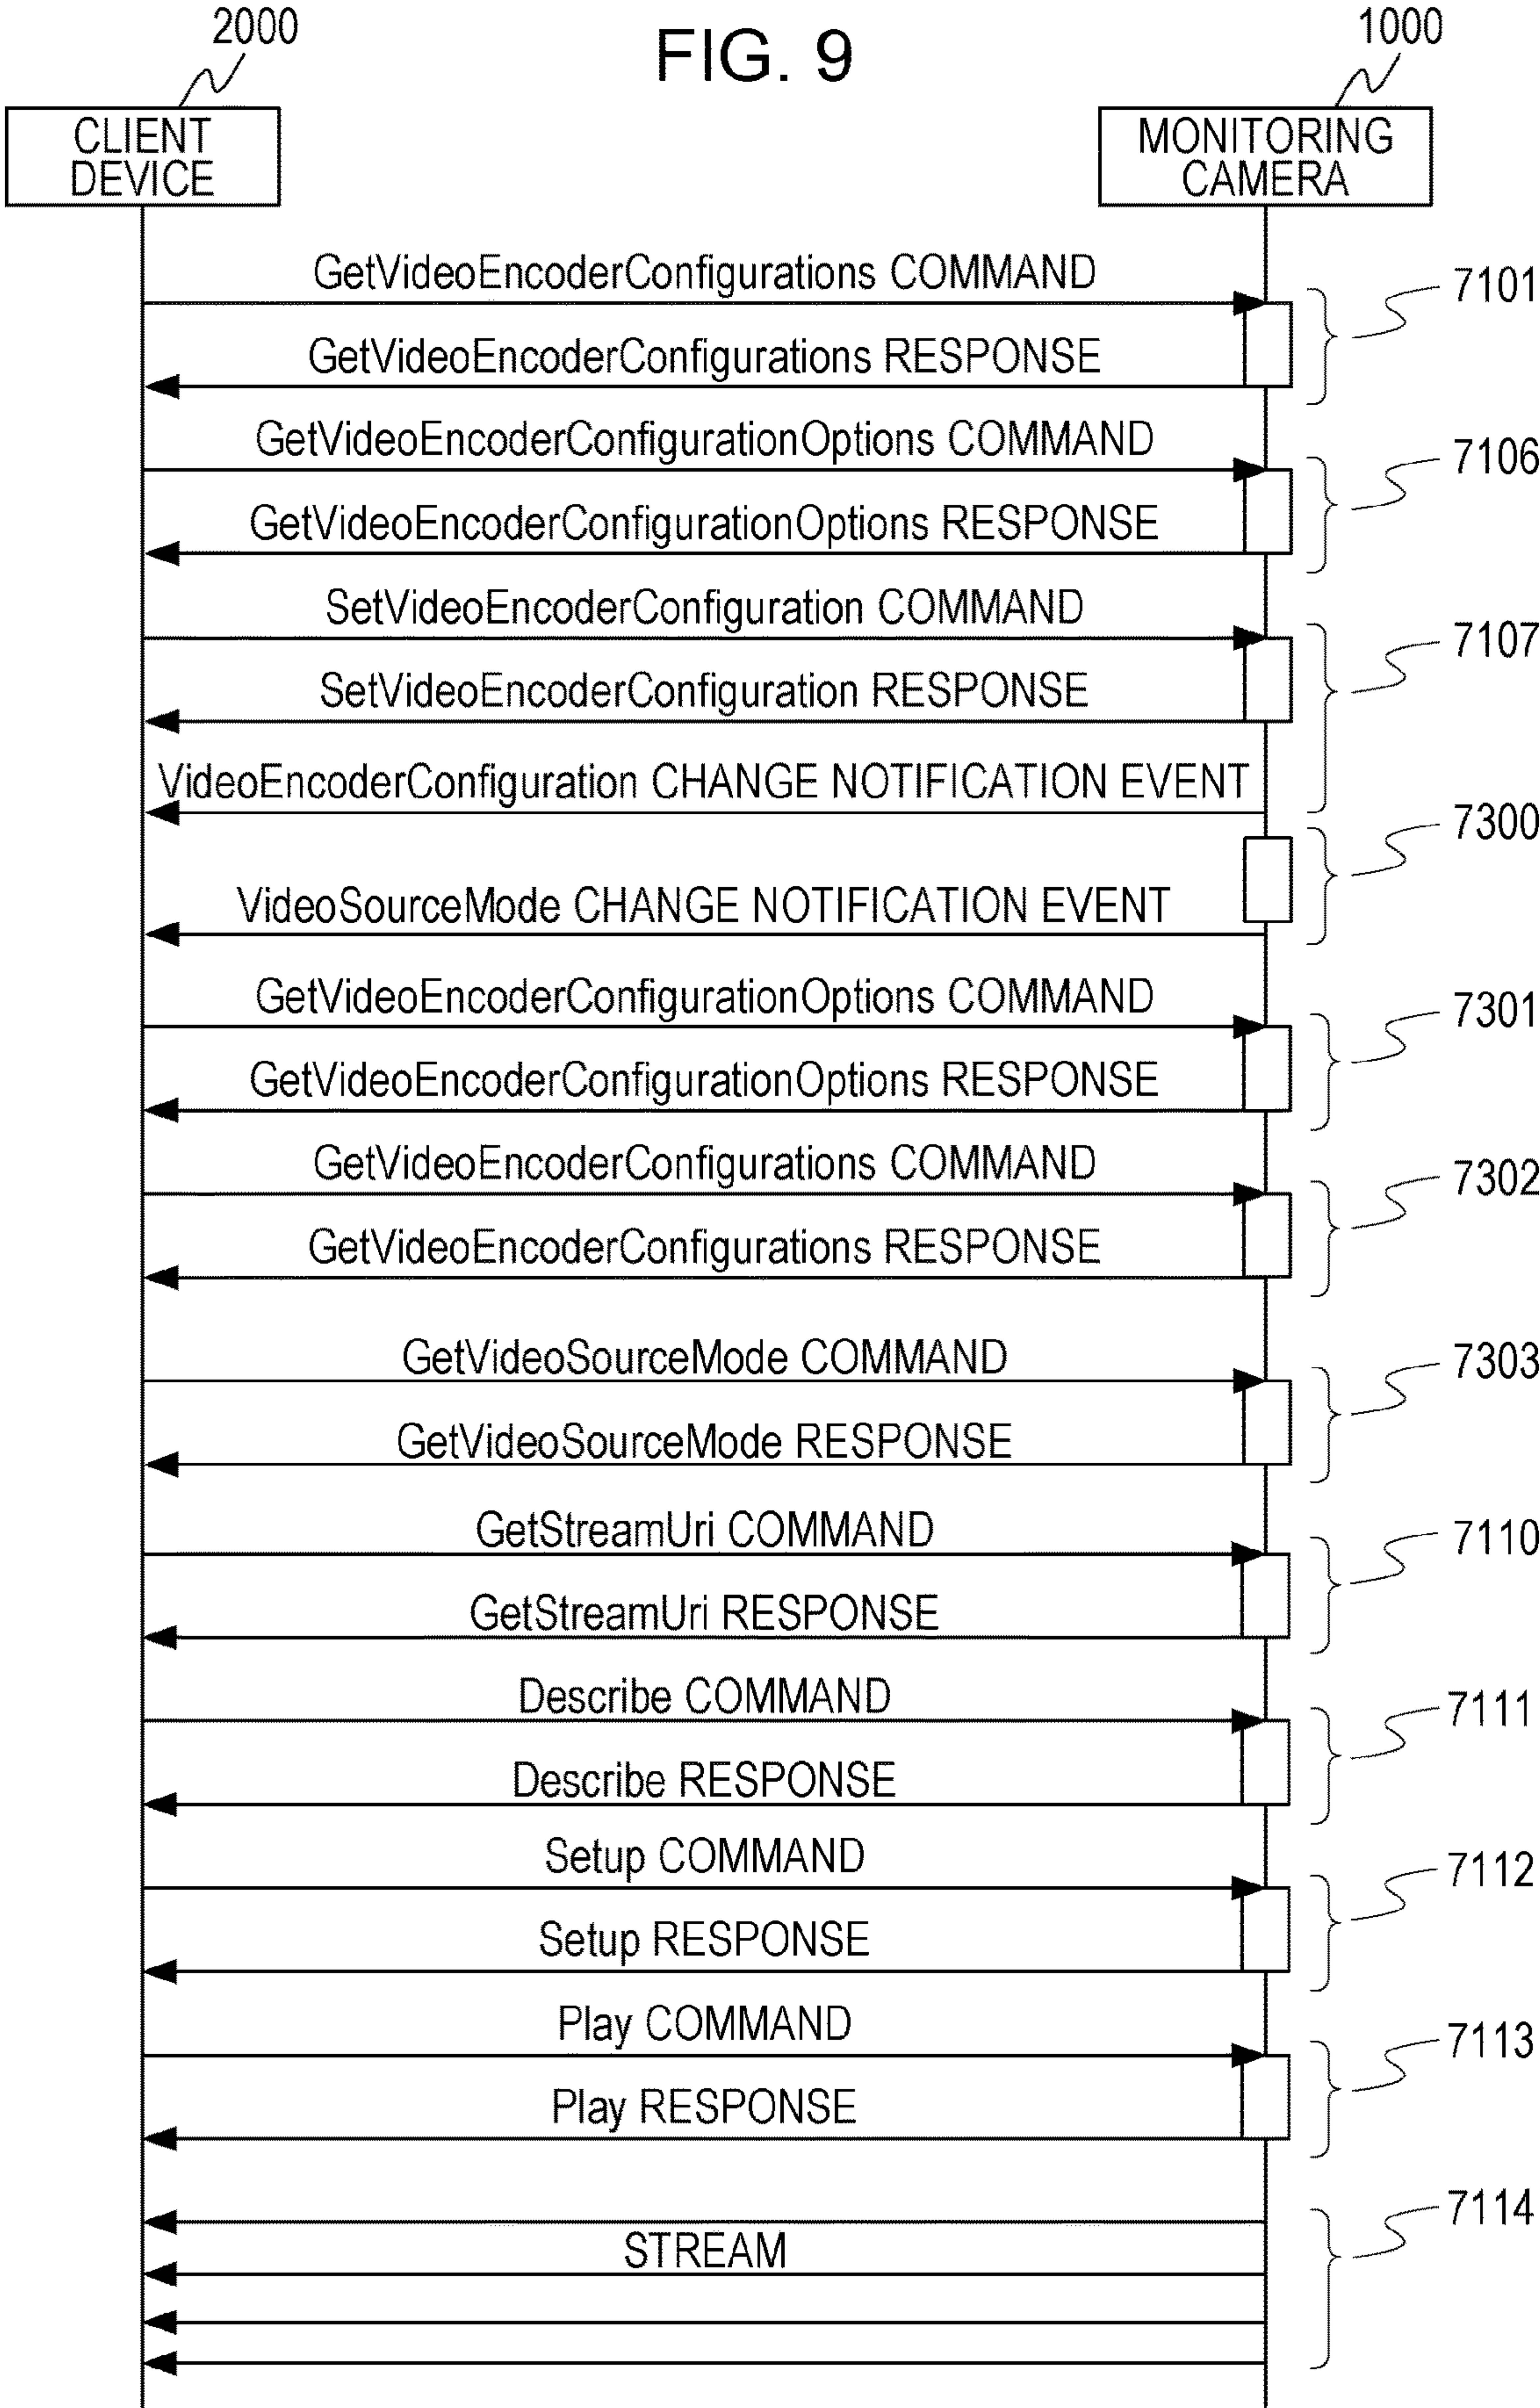 2000
FIG. 9
1000
CLIENT
DEVICE
MONITORING
CAMERA
GetVideoEncoderConfigurations COMMAND
7101
GetVideoEncoderConfigurations RESPONSE
GetVideoEncoderConfigurationOptions COMMAND
7106
GetVideoEncoderConfigurationOptions RESPONSE
SetVideoEncoderConfiguration COMMAND
7107
SetVideoEncoderConfiguration RESPONSE
VideoEncoderConfiguration CHANGE NOTIFICATION EVENT
7300
VideoSourceMode CHANGE NOTIFICATION EVENT
GetVideoEncoderConfigurationOptions COMMAND
7301
GetVideoEncoderConfigurationOptions RESPONSE
GetVideoEncoderConfigurations COMMAND
7302
GetVideoEncoderConfigurations RESPONSE
GetVideoSourceMode COMMAND
7303
GetVideoSourceMode RESPONSE
GetStreamUri COMMAND
7110
GetStreamUri RESPONSE
Describe COMMAND
7111
Describe RESPONSE
Setup COMMAND
7112
Setup RESPONSE
Play COMMAND
7113
Play RESPONSE
7114
STREAM